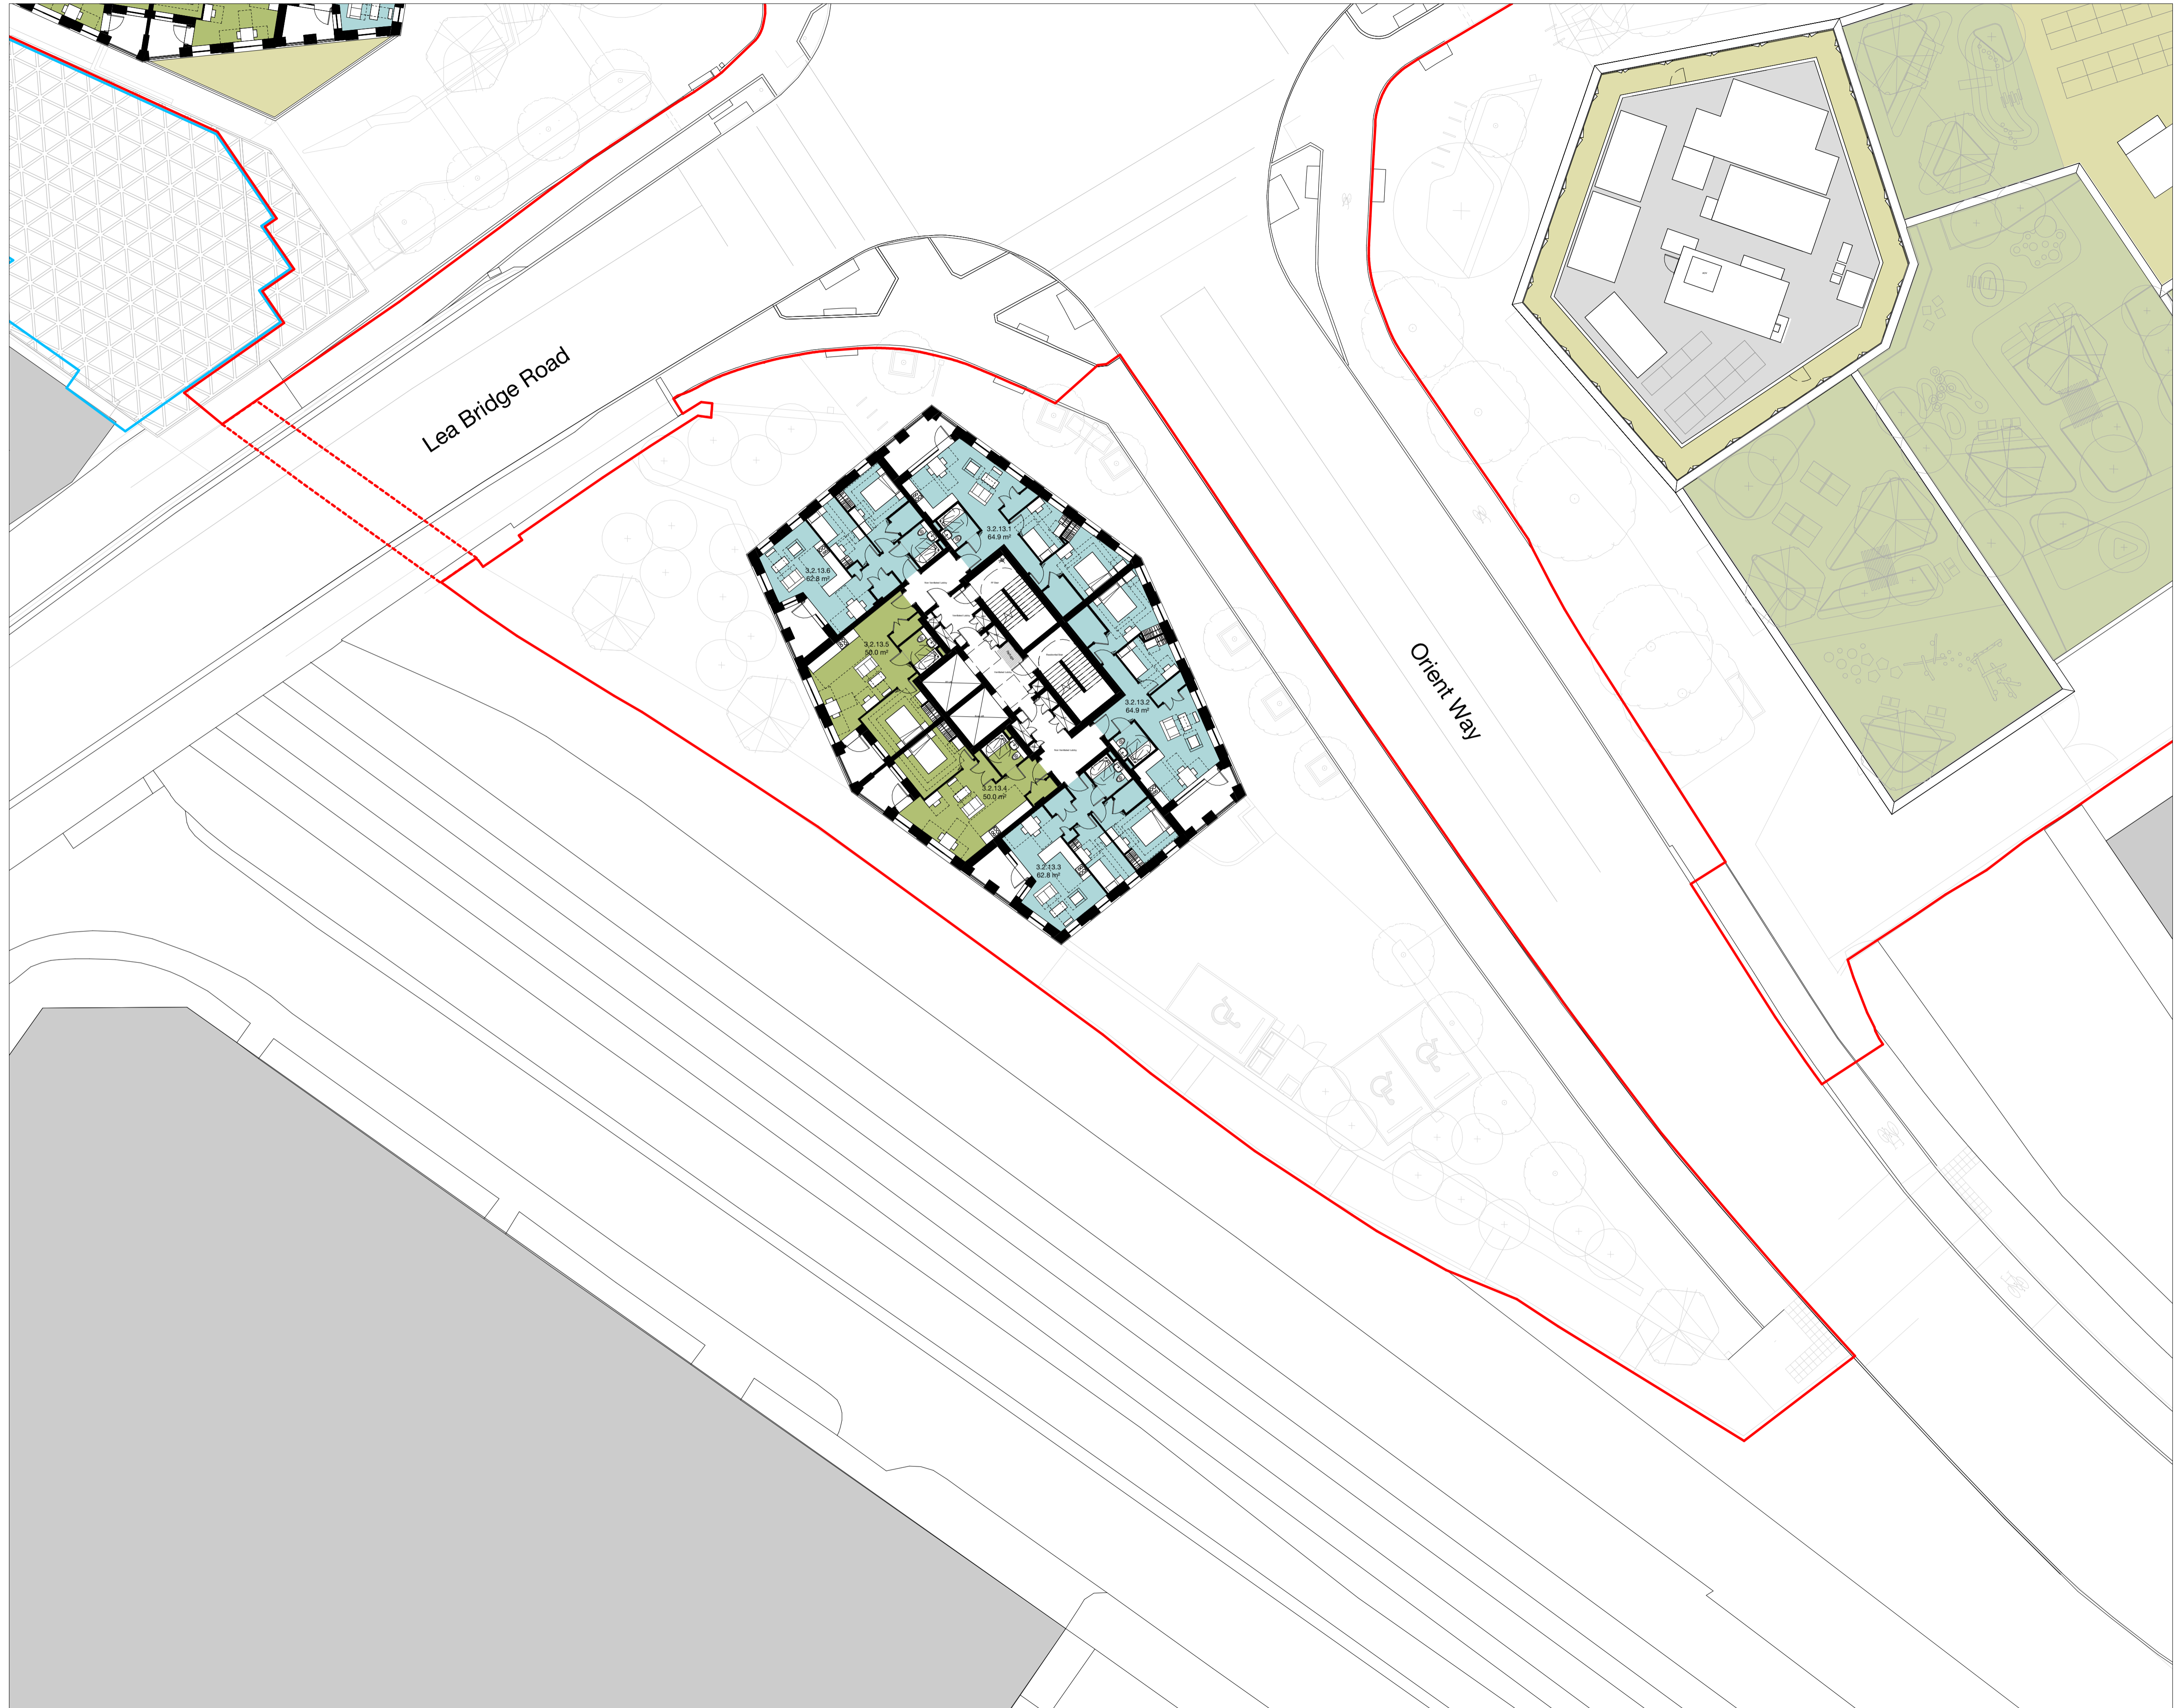 Lea Bridge Road
Orient Way
3.2.13.1
64.9 m²
3.2.13.6
62.8 m²
3.2.13.5
50.0 m²
3.2.13.2
64.9 m²
3.2.13.4
50.0 m²
3.2.13.3
62.8 m²